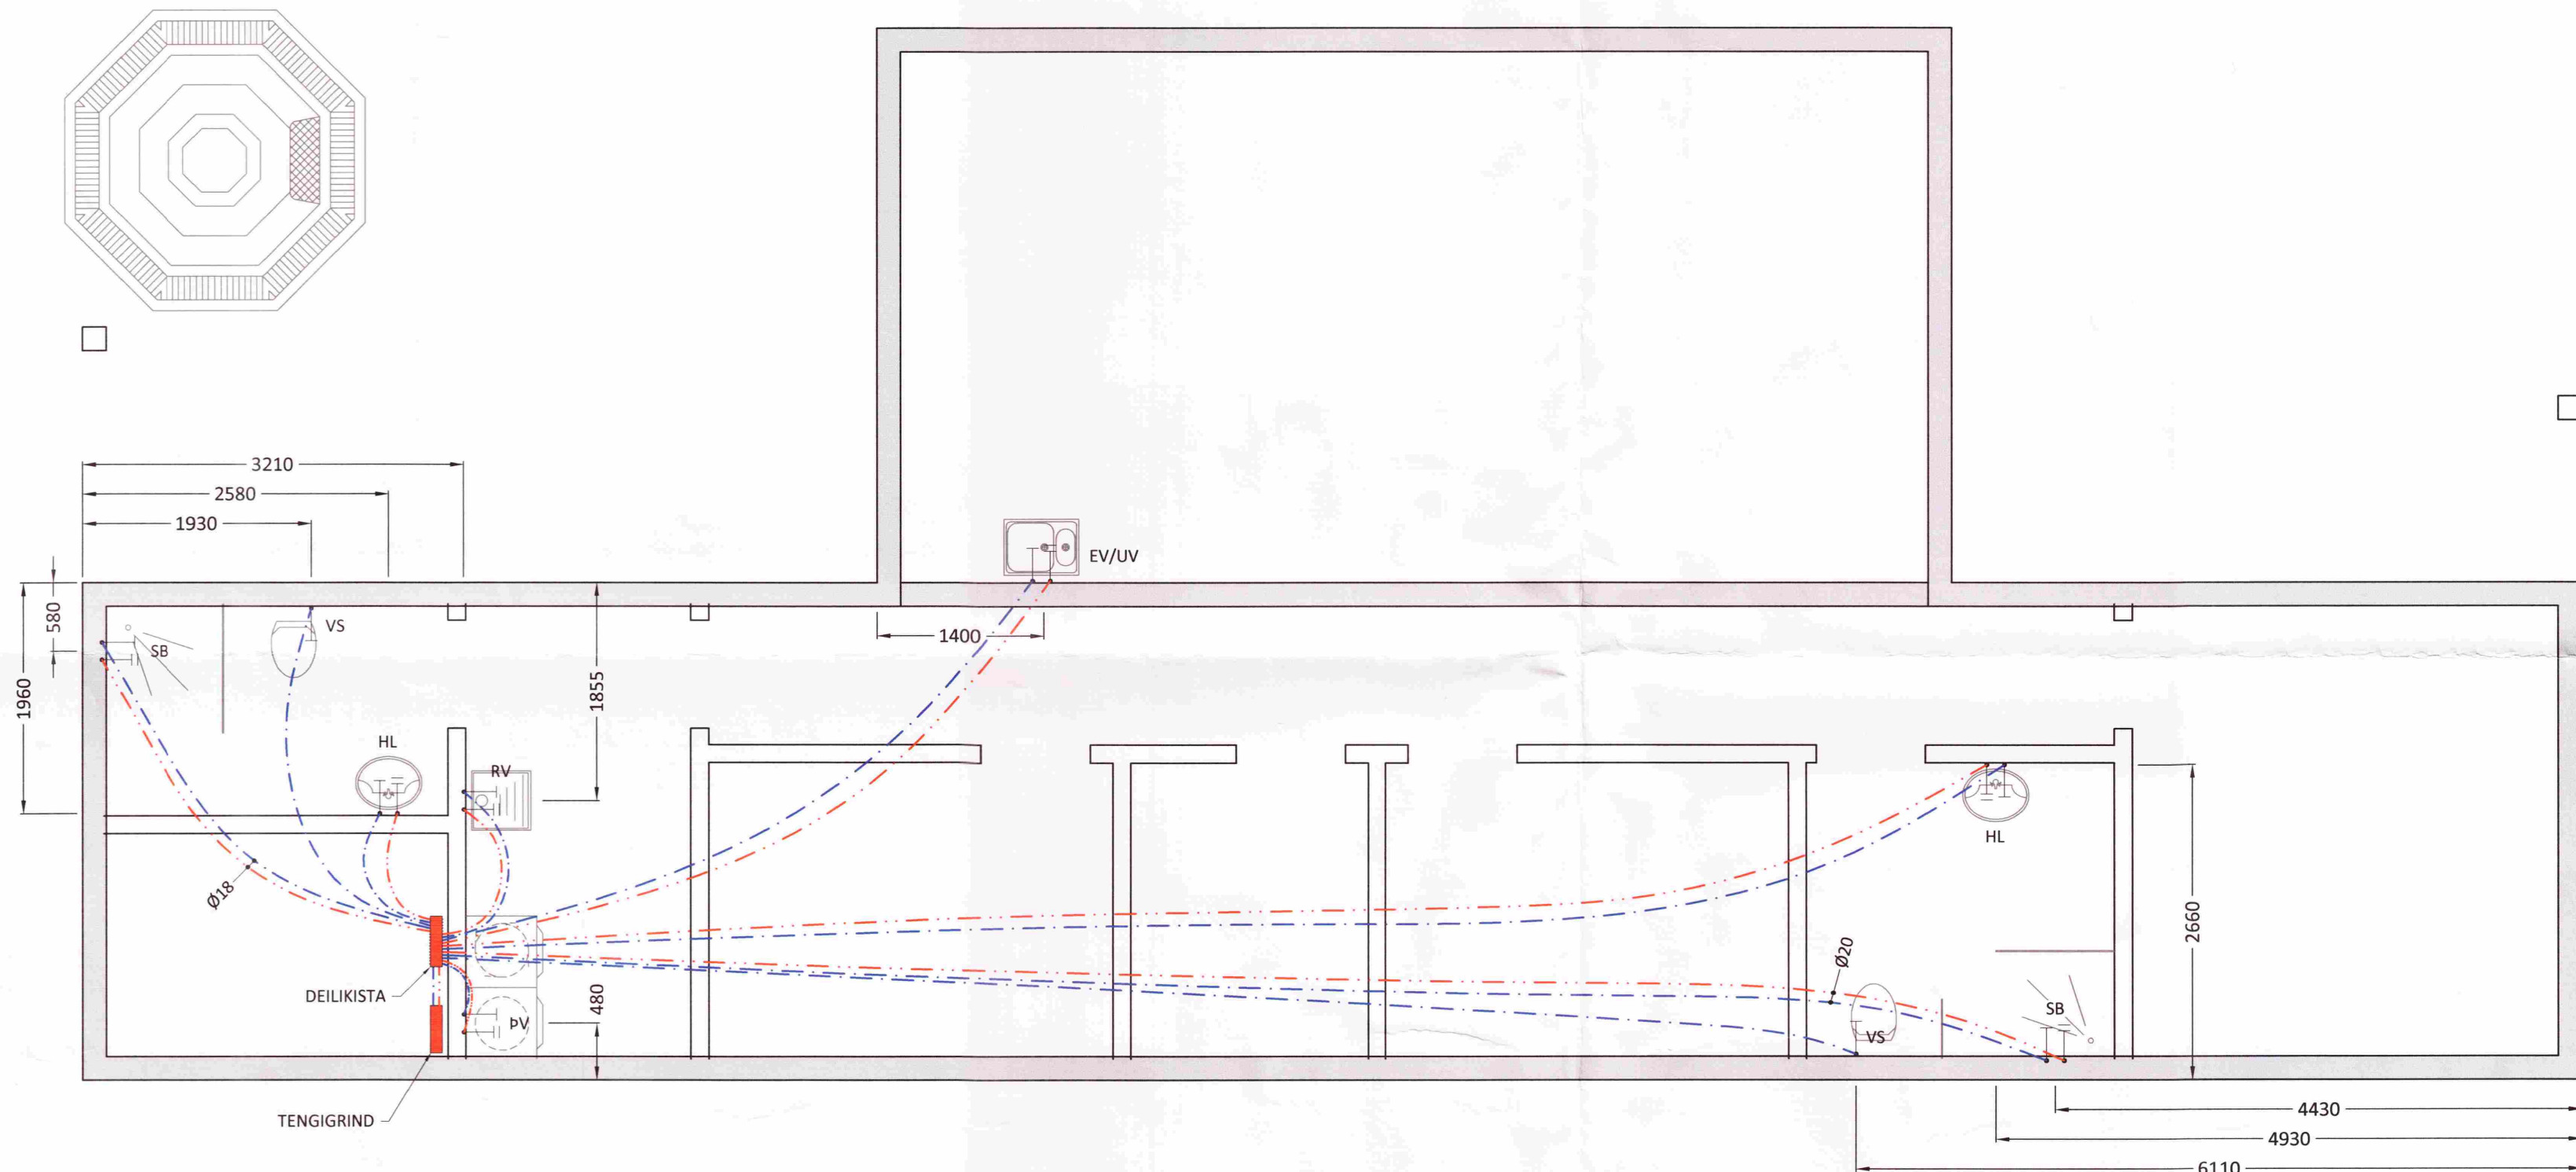 3210
2580
1930
580
1960
VS
SB
HL
RV
1855
EV/UV
1400
Ø18
DEILIKISTA
TENGIGRIND
ÞV
480
HL
2660
Ø20
SB
VS
4430
4930
6110